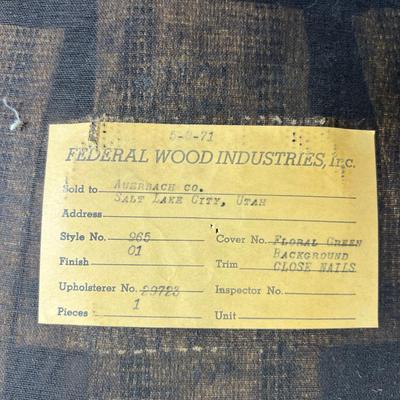 5-9-71
FEDERAL WOOD INDUSTRIES, Inc.
Sold to AUERBACH CO.
SALT LAKE CITY, UTAH
Address
Style No. 965 Cover No. FLORAL GREEN
01 BACKGROUND
Finish Trim CLOSE NAILS
Upholsterer No. 29723 Inspector No.
Pieces 1 Unit